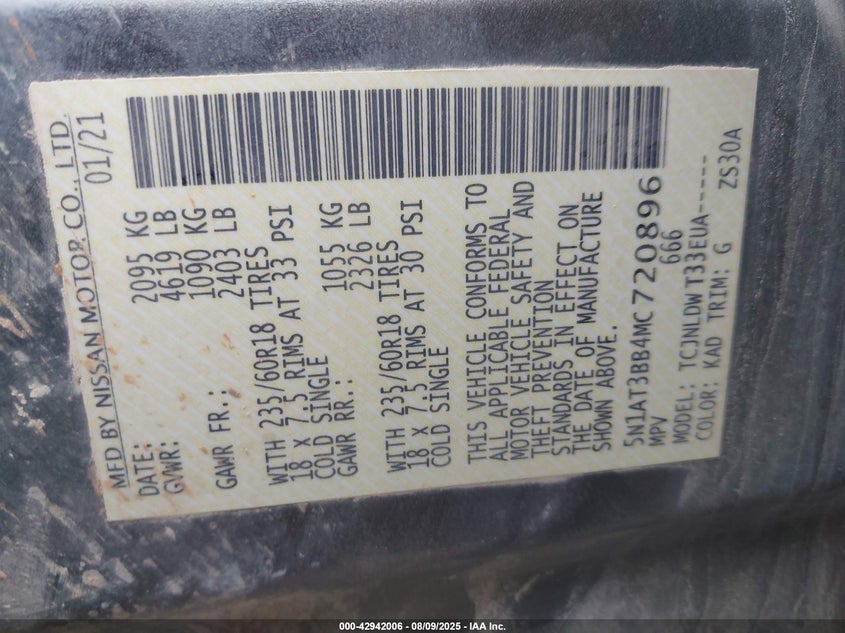 MFD BY NISSAN MOTOR CO., LTD.
DATE: 01/21
GVWR: 2095 KG
4619 LB
GAWR FR.: 1090 KG
2403 LB
WITH 235/60R18 TIRES
18 X 7.5 RIMS AT 33 PSI
COLD SINGLE
GAWR RR.: 1055 KG
2326 LB
WITH 235/60R18 TIRES
18 X 7.5 RIMS AT 30 PSI
COLD SINGLE
THIS VEHICLE CONFORMS TO
ALL APPLICABLE FEDERAL
MOTOR VEHICLE SAFETY AND
THEFT PREVENTION
STANDARDS IN EFFECT ON
THE DATE OF MANUFACTURE
SHOWN ABOVE.
5N1AT3BB4MC720896
MPV 666
MODEL: TCJNLDWT33EUA-----
COLOR: KAD TRIM: G ZS30A
000-42942006 - 08/09/2025 - IAA Inc.